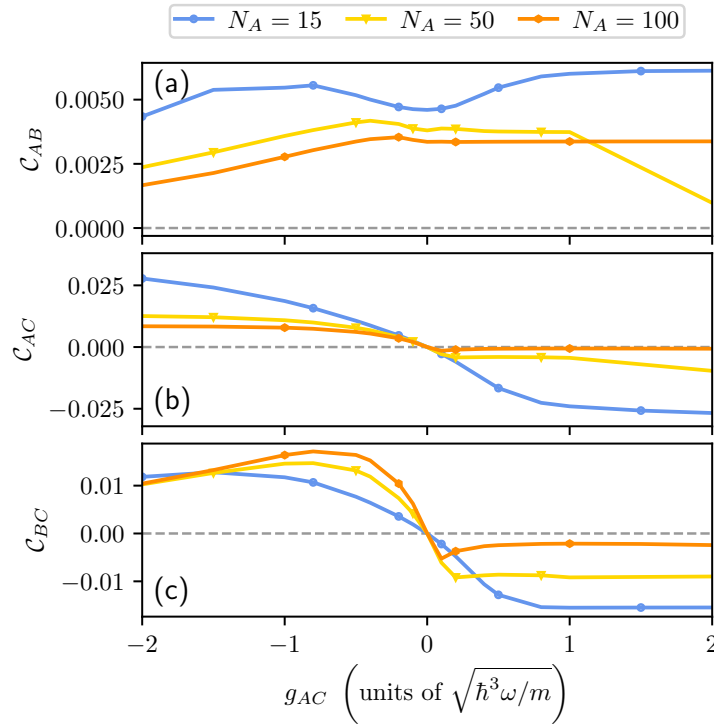 N_A = 15 N_A = 50 N_A = 100
(a)
0.0050
0.0025
0.0000
C_AB
(b)
0.025
0.000
−0.025
C_AC
(c)
0.01
0.00
−0.01
C_BC
−2 −1 0 1 2
g_AC (units of √ħ³ω/m)